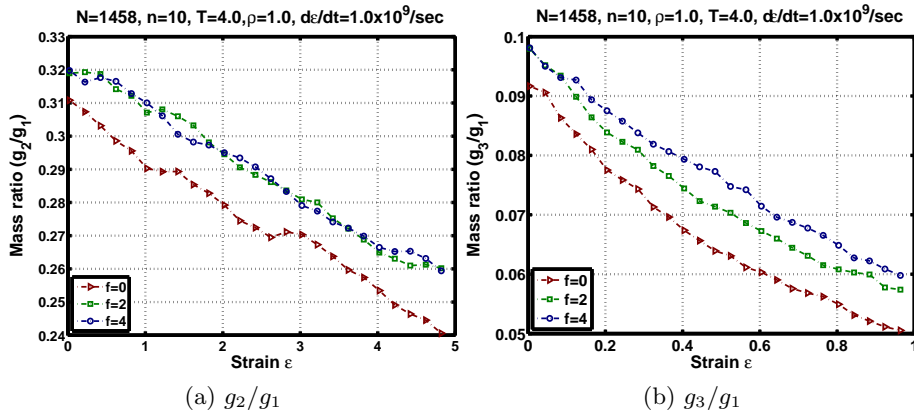 N=1458, n=10, T=4.0,ρ=1.0, dε/dt=1.0x10⁹/sec
0.33
0.32
0.31
0.3
0.29
0.28
0.27
0.26
0.25
0.24
Mass ratio (g₂/g₁)
f=0
f=2
f=4
0 1 2 3 4 5
Strain ε
(a) g₂/g₁
N=1458, n=10, ρ=1.0, T=4.0, dε/dt=1.0x10⁹/sec
0.1
0.09
0.08
0.07
0.06
0.05
Mass ratio (g₃/g₁)
f=0
f=2
f=4
0 0.2 0.4 0.6 0.8 1
Strain ε
(b) g₃/g₁